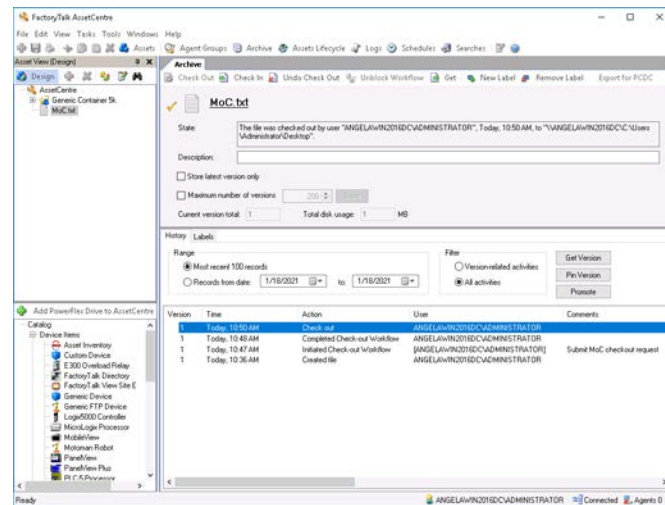 FactoryTalk AssetCentre
File Edit View Tasks Tools Windows Help
Assets Agent Groups Archive Assets Lifecycle Logs Schedules Searches
Asset View (Design)
Archive
Design
Check Out Check In Undo Check Out Unblock Workflow Get New Label Remove Label Export for PCDC
AssetCentre
Generic Container 5k
MoC.txt
MoC.txt
State: The file was checked out by user "ANGELAWIN2016DC\ADMINISTRATOR", Today, 10:50 AM, to "\\ANGELAWIN2016DC\C:\Users
\Administrator\Desktop".
Description:
Store latest version only
Maximum number of versions 200
Current version total: 1 Total disk usage: 1 MB
History Labels
Range
Filter
Most recent 100 records
Version-related activities
Get Version
Records from date: 1/18/2021 to: 1/18/2021
All activities
Pin Version
Promote
Add PowerFlex Drive to AssetCentre
Version Time Action User Comments
1 Today, 10:50 AM Check out ANGELAWIN2016DC\ADMINISTRATOR
1 Today, 10:48 AM Completed Check-out Workflow ANGELAWIN2016DC\ADMINISTRATOR
1 Today, 10:47 AM Initiated Check-out Workflow [ANGELAWIN2016DC\ADMINISTRATOR] Submit MoC checkout request
1 Today, 10:36 AM Created file ANGELAWIN2016DC\ADMINISTRATOR
Catalog
Device Items
Asset Inventory
Custom Device
E300 Overload Relay
FactoryTalk Directory
FactoryTalk View Site E
Generic Device
Generic FTP Device
Logix5000 Controller
MicroLogix Processor
MobileView
Motoman Robot
PanelView
PanelView Plus
PLC-5 Processor
Ready
ANGELAWIN2016DC\ADMINISTRATOR Connected Agents 0